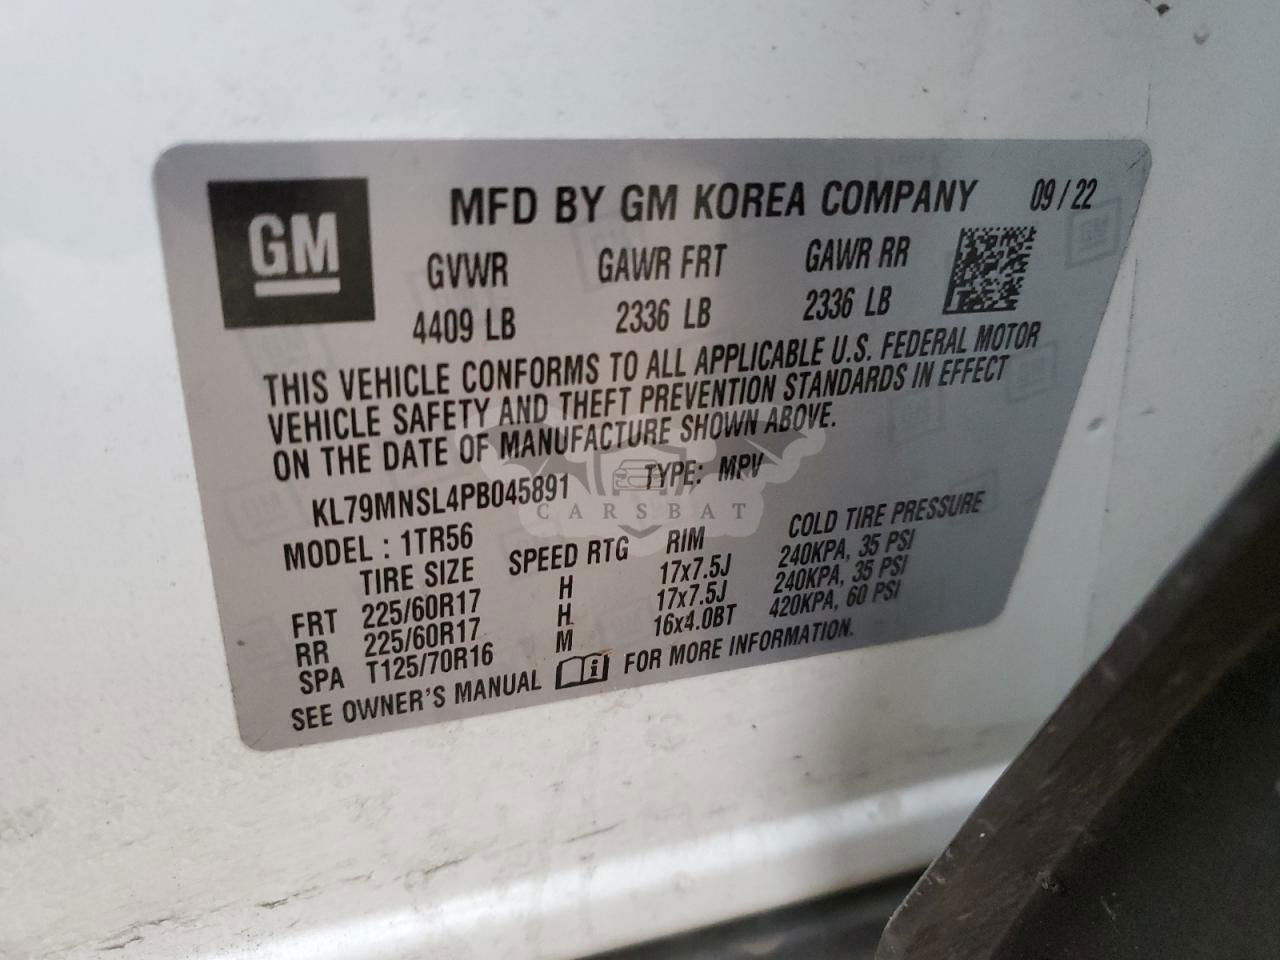 GM
MFD BY GM KOREA COMPANY 09/22
GVWR GAWR FRT GAWR RR
4409 LB 2336 LB 2336 LB
THIS VEHICLE CONFORMS TO ALL APPLICABLE U.S. FEDERAL MOTOR
VEHICLE SAFETY AND THEFT PREVENTION STANDARDS IN EFFECT
ON THE DATE OF MANUFACTURE SHOWN ABOVE.
KL79MNSL4PB045891 TYPE: MPV
CARSBAT
MODEL : 1TR56
TIRE SIZE SPEED RTG RIM COLD TIRE PRESSURE
FRT 225/60R17 H 17x7.5J 240KPA, 35 PSI
RR 225/60R17 H 17x7.5J 240KPA, 35 PSI
SPA T125/70R16 M 16x4.0BT 420KPA, 60 PSI
SEE OWNER'S MANUAL i FOR MORE INFORMATION.